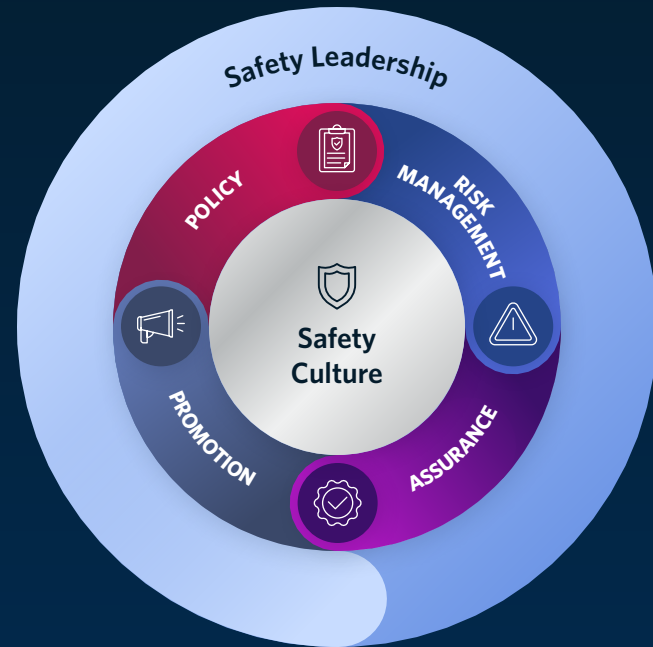 Safety Leadership
POLICY
RISK
MANAGEMENT
Safety
Culture
PROMOTION
ASSURANCE